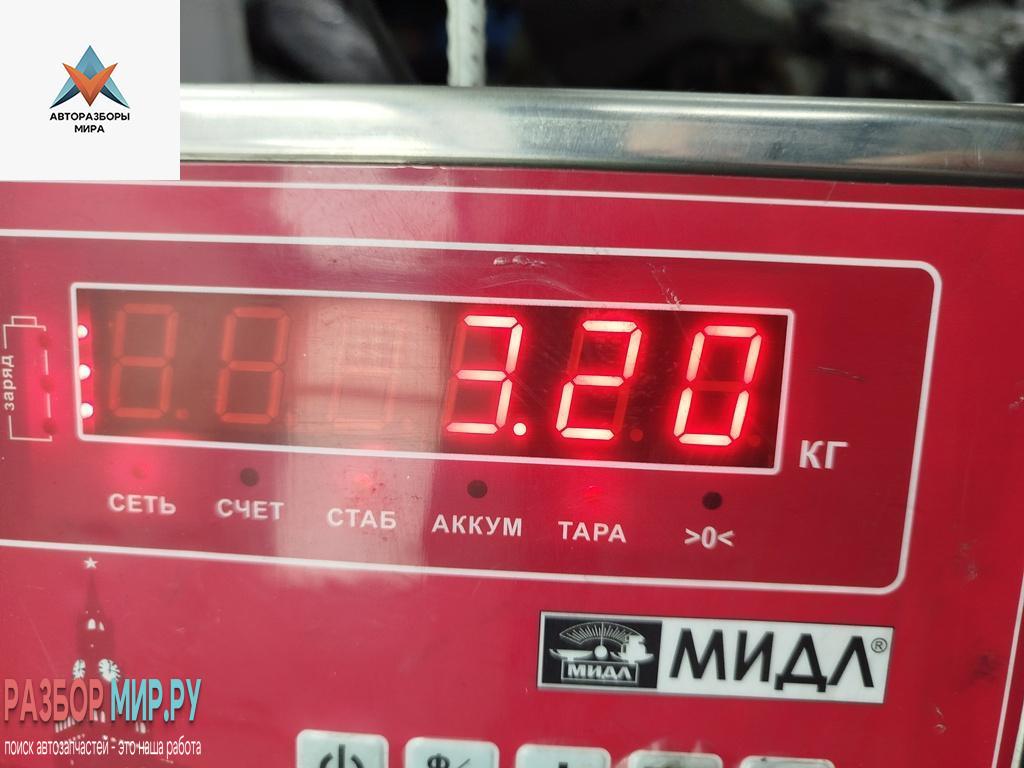 АВТОРАЗБОРЫ
МИРА
заряд
3.20
КГ
СЕТЬ СЧЕТ СТАБ АККУМ ТАРА >0<
МИДЛ МИДЛ®
РАЗБОР МИР.РУ
поиск автозапчастей - это наша работа